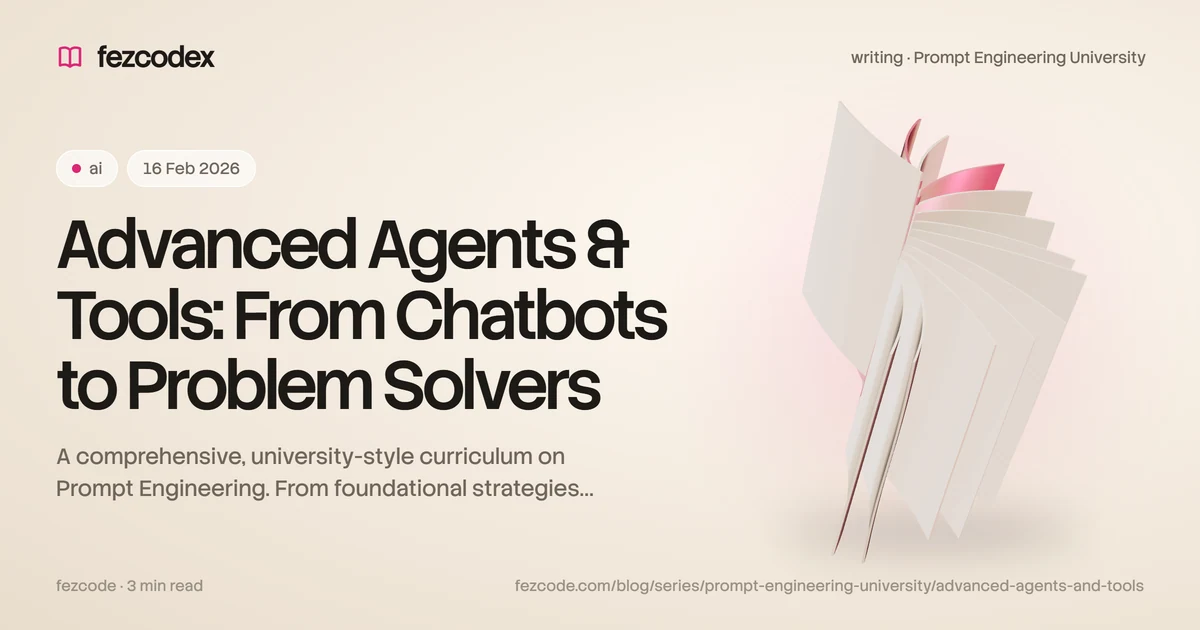 fezcodex
writing · Prompt Engineering University
ai
16 Feb 2026
Advanced Agents &
Tools: From Chatbots
to Problem Solvers
A comprehensive, university-style curriculum on
Prompt Engineering. From foundational strategies...
fezcode · 3 min read
fezcode.com/blog/series/prompt-engineering-university/advanced-agents-and-tools